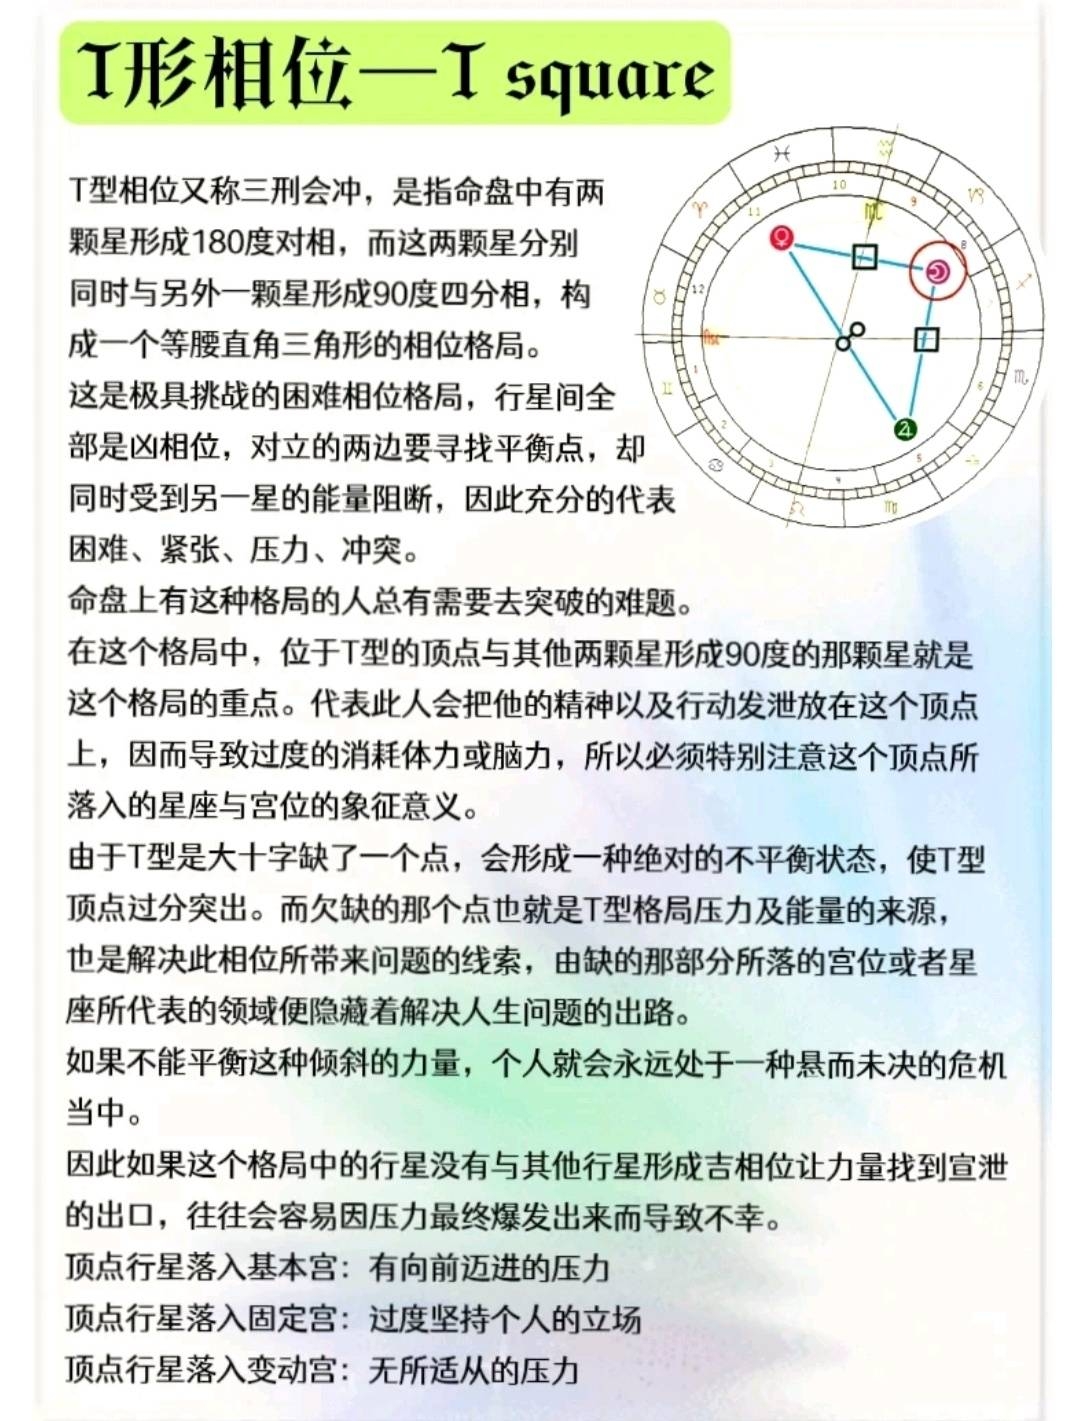 T形相位—T square
T型相位又称三刑会冲，是指命盘中有两
颗星形成180度对相，而这两颗星分别
同时与另外一颗星形成90度四分相，构
成一个等腰直角三角形的相位格局。
这是极具挑战的困难相位格局，行星间全
部是凶相位，对立的两边要寻找平衡点，却
同时受到另一星的能量阻断，因此充分的代表
困难、紧张、压力、冲突。
命盘上有这种格局的人总有需要去突破的难题。
在这个格局中，位于T型的顶点与其他两颗星形成90度的那颗星就是
这个格局的重点。代表此人会把他的精神以及行动发泄放在这个顶点
上，因而导致过度的消耗体力或脑力，所以必须特别注意这个顶点所
落入的星座与宫位的象征意义。
由于T型是大十字缺了一个点，会形成一种绝对的不平衡状态，使T型
顶点过分突出。而欠缺的那个点也就是T型格局压力及能量的来源，
也是解决此相位所带来问题的线索，由缺的那部分所落的宫位或者星
座所代表的领域便隐藏着解决人生问题的出路。
如果不能平衡这种倾斜的力量，个人就会永远处于一种悬而未决的危机
当中。
因此如果这个格局中的行星没有与其他行星形成吉相位让力量找到宣泄
的出口，往往会容易因压力最终爆发出来而导致不幸。
顶点行星落入基本宫：有向前迈进的压力
顶点行星落入固定宫：过度坚持个人的立场
顶点行星落入变动宫：无所适从的压力
10
9
11
8
12
Asc
1
6
2
5